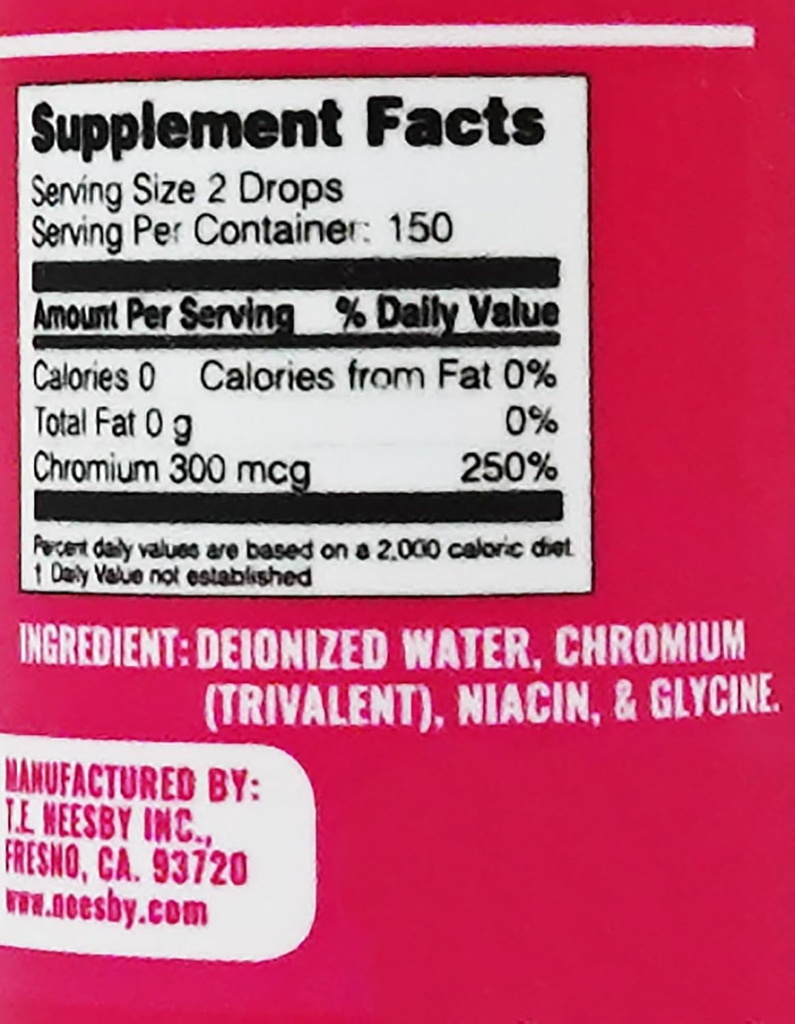 Supplement Facts
Serving Size 2 Drops
Serving Per Container: 150
Amount Per Serving % Daily Value
Calories 0 Calories from Fat 0%
Total Fat 0 g 0%
Chromium 300 mcg 250%
Percent daily values are based on a 2,000 caloric diet
1 Daily Value not established
INGREDIENT: DEIONIZED WATER, CHROMIUM
(TRIVALENT), NIACIN, & GLYCINE.
MANUFACTURED BY:
T.E. NEESBY INC.,
FRESNO, CA. 93720
www.neesby.com